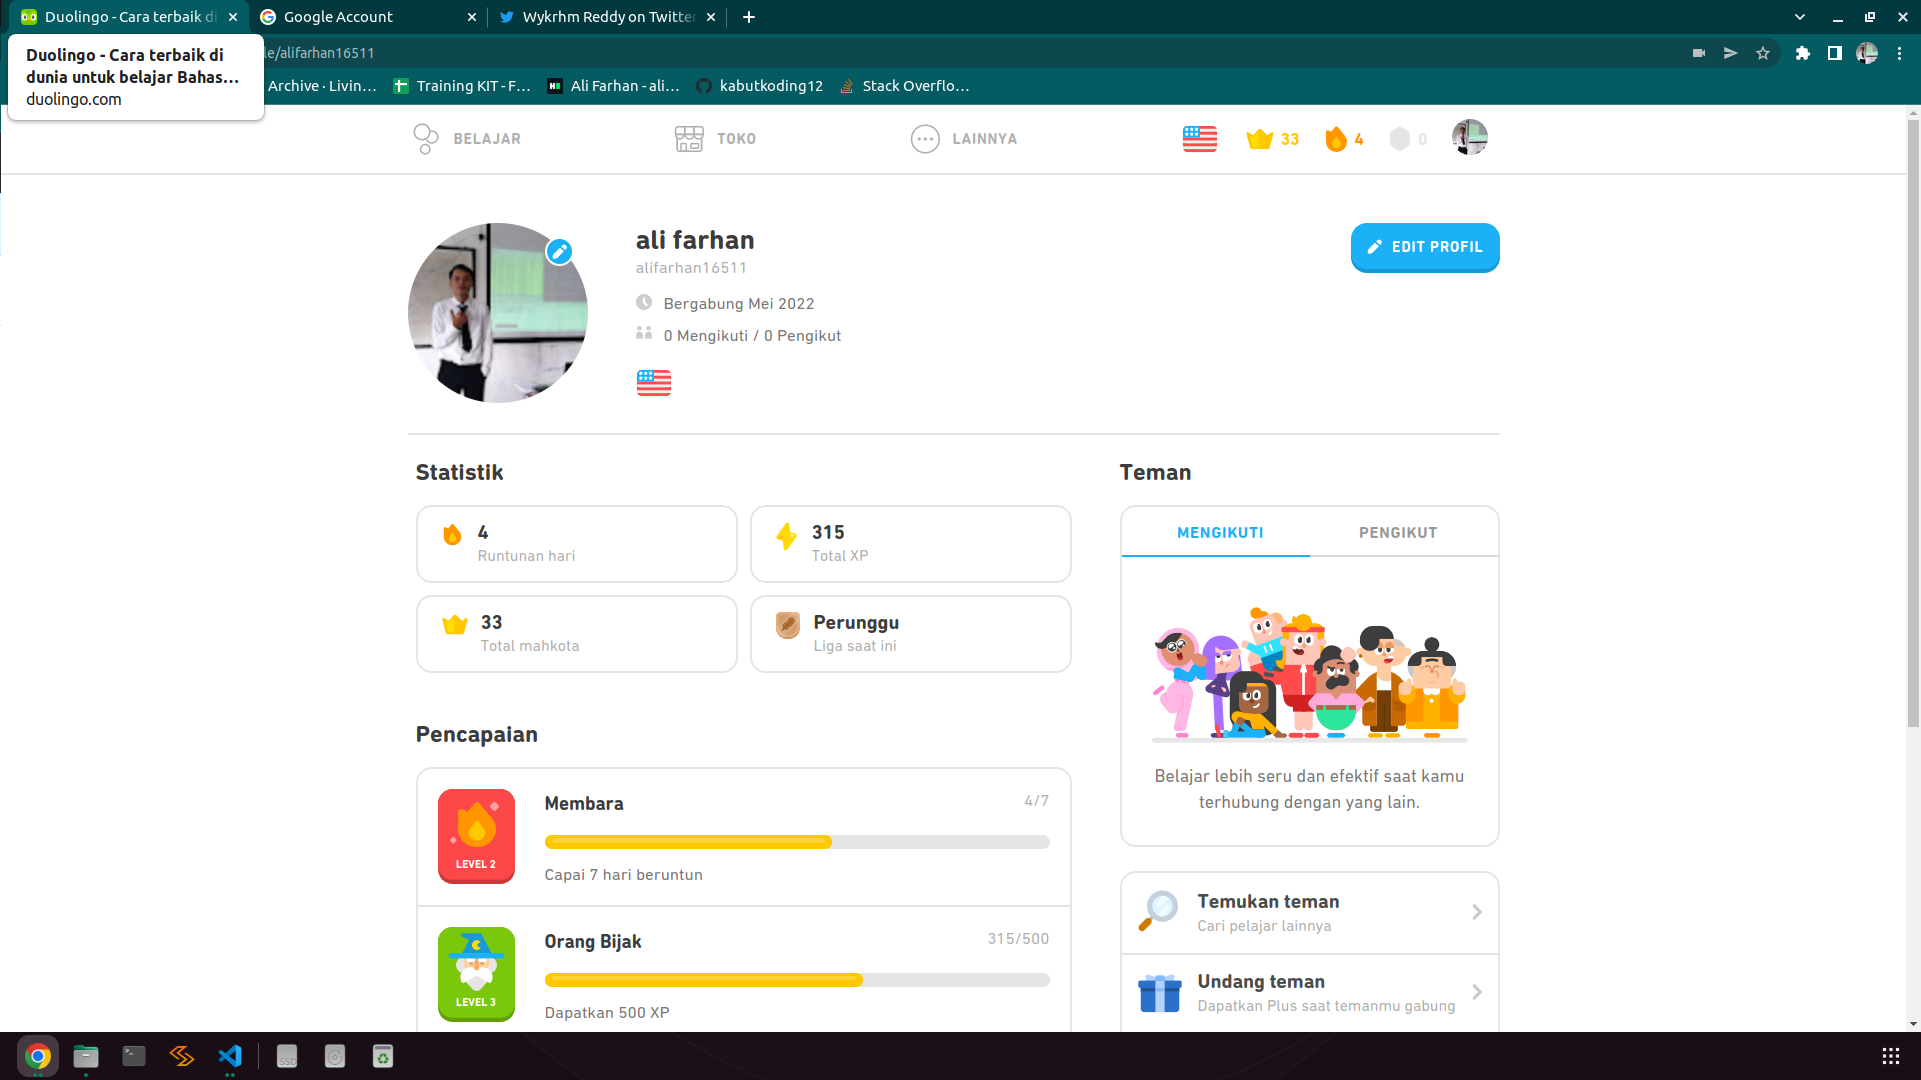 Duolingo - Cara terbaik di
Google Account
Wykrhm Reddy on Twitter
Duolingo - Cara terbaik di
dunia untuk belajar Bahas...
duolingo.com
le/alifarhan16511
Archive · Livin...
Training KIT - F...
Ali Farhan - ali...
kabutkoding12
Stack Overflo...
BELAJAR
TOKO
LAINNYA
33
4
0
ali farhan
alifarhan16511
Bergabung Mei 2022
0 Mengikuti / 0 Pengikut
EDIT PROFIL
Statistik
4
Runtunan hari
315
Total XP
33
Total mahkota
Perunggu
Liga saat ini
Teman
MENGIKUTI
PENGIKUT
Belajar lebih seru dan efektif saat kamu
terhubung dengan yang lain.
Pencapaian
LEVEL 2
Membara
4/7
Capai 7 hari beruntun
LEVEL 3
Orang Bijak
315/500
Dapatkan 500 XP
Temukan teman
Cari pelajar lainnya
Undang teman
Dapatkan Plus saat temanmu gabung
SSD